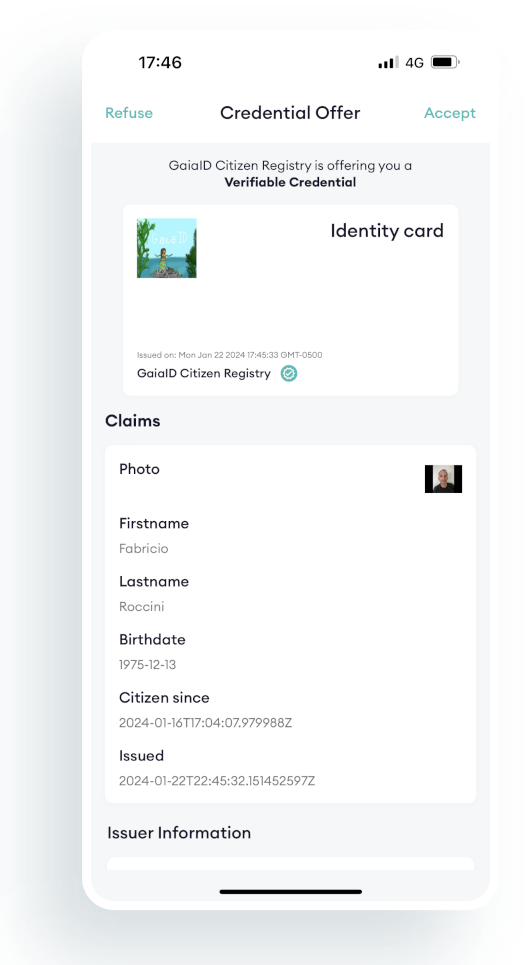 17:46
4G
Refuse
Credential Offer
Accept
GaiaID Citizen Registry is offering you a
Verifiable Credential
Gaia ID
Identity card
Issued on: Mon Jan 22 2024 17:45:33 GMT-0500
GaiaID Citizen Registry
Claims
Photo
Firstname
Fabricio
Lastname
Roccini
Birthdate
1975-12-13
Citizen since
2024-01-16T17:04:07.979988Z
Issued
2024-01-22T22:45:32.151452597Z
Issuer Information